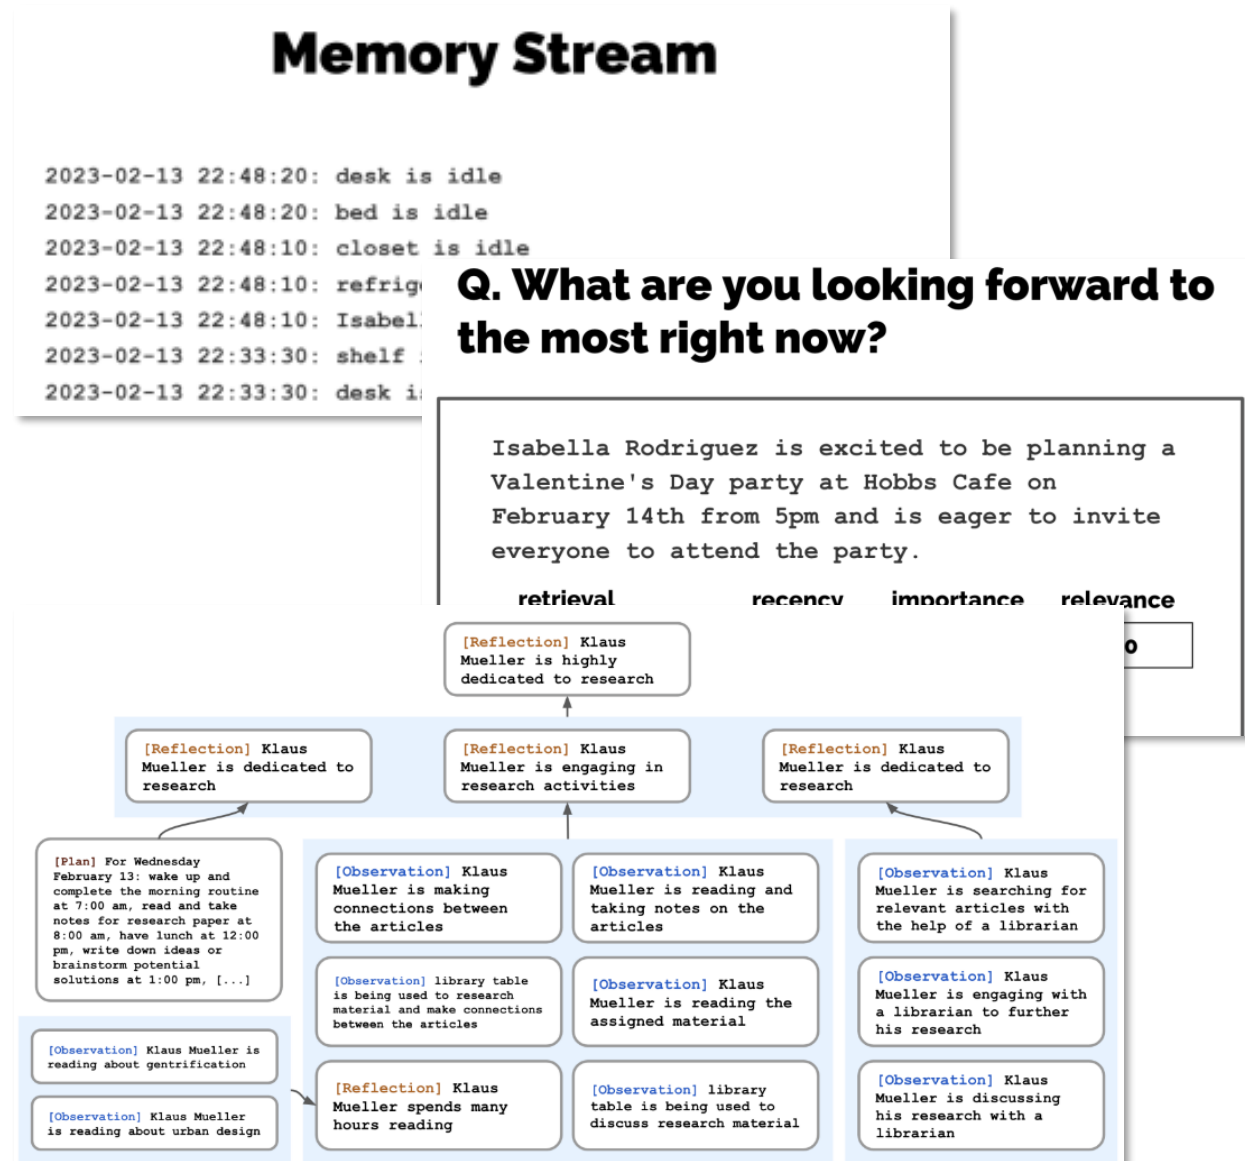 Memory Stream
2023-02-13 22:48:20: desk is idle
2023-02-13 22:48:20: bed is idle
2023-02-13 22:48:10: closet is idle
2023-02-13 22:48:10:
2023-02-13 22:48:10:
2023-02-13 22:33:30: shelf
2023-02-13 22:33:30: desk
Q. What are you looking forward to
the most right now?
Isabella Rodriguez is excited to be planning a
Valentine's Day party at Hobbs Cafe on
February 14th from 5pm and is eager to invite
everyone to attend the party.
retrieval recency importance relevance
[Reflection] Klaus
Mueller is highly
dedicated to research
[Reflection] Klaus
Mueller is dedicated to
research
[Reflection] Klaus
Mueller is engaging in
research activities
[Reflection] Klaus
Mueller is dedicated to
research
[Plan] For Wednesday
February 13: wake up and
complete the morning routine
at 7:00 am, read and take
notes for research paper at
8:00 am, have lunch at 12:00
pm, write down ideas or
brainstorm potential
solutions at 1:00 pm, [...]
[Observation] Klaus Mueller is
reading about gentrification
[Observation] Klaus Mueller
is reading about urban design
[Observation] Klaus
Mueller is making
connections between
the articles
[Observation] library table
is being used to research
material and make connections
between the articles
[Reflection] Klaus
Mueller spends many
hours reading
[Observation] Klaus
Mueller is reading and
taking notes on the
articles
[Observation] Klaus
Mueller is reading the
assigned material
[Observation] library
table is being used to
discuss research material
[Observation] Klaus
Mueller is searching for
relevant articles with
the help of a librarian
[Observation] Klaus
Mueller is engaging with
a librarian to further
his research
[Observation] Klaus
Mueller is discussing
his research with a
librarian